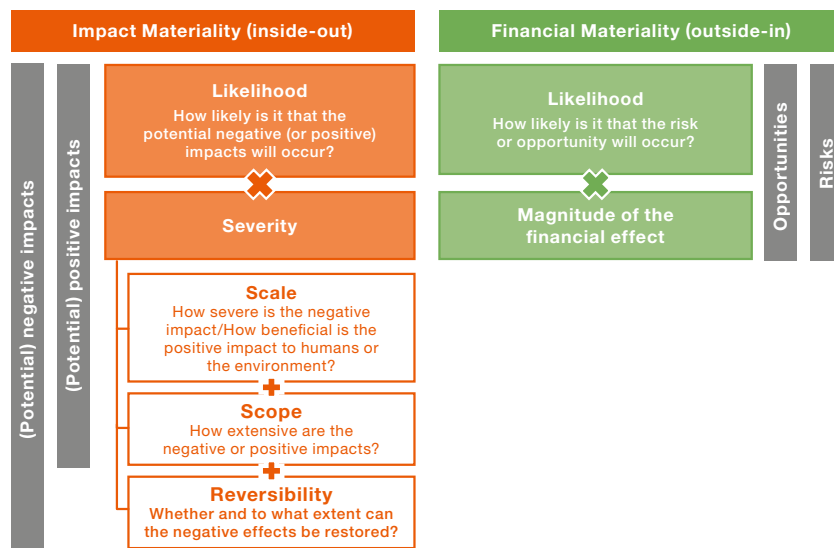 Impact Materiality (inside-out)
Financial Materiality (outside-in)
(Potential) negative impacts
(Potential) positive impacts
Likelihood
How likely is it that the
potential negative (or positive)
impacts will occur?
Severity
Scale
How severe is the negative
impact/How beneficial is the
positive impact to humans or
the environment?
Scope
How extensive are the
negative or positive impacts?
Reversibility
Whether and to what extent can
the negative effects be restored?
Likelihood
How likely is it that the risk
or opportunity will occur?
Magnitude of the
financial effect
Opportunities
Risks